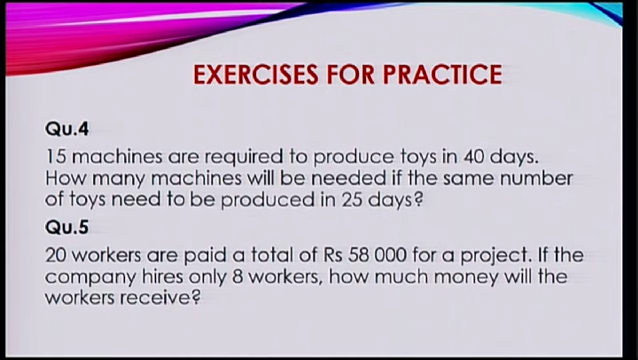 EXERCISES FOR PRACTICE
Qu.4
15 machines are required to produce toys in 40 days.
How many machines will be needed if the same number
of toys need to be produced in 25 days?
Qu.5
20 workers are paid a total of Rs 58 000 for a project. If the
company hires only 8 workers, how much money will the
workers receive?